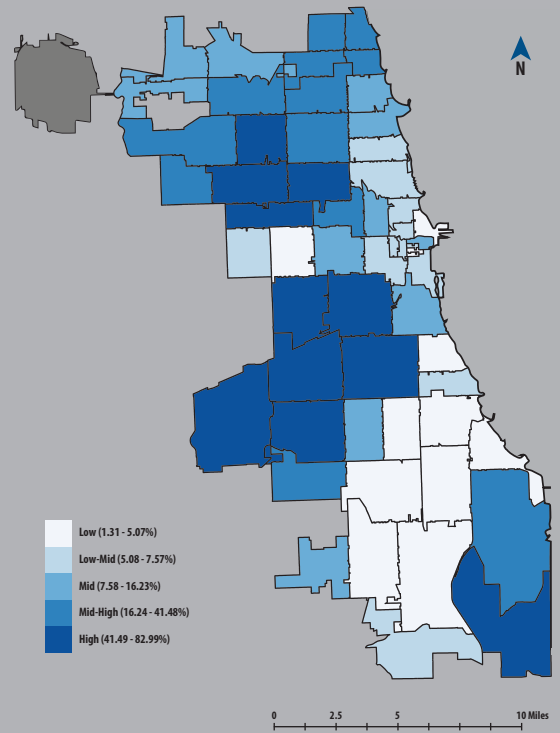 N
Low (1.31 - 5.07%)
Low-Mid (5.08 - 7.57%)
Mid (7.58 - 16.23%)
Mid-High (16.24 - 41.48%)
High (41.49 - 82.99%)
0 2.5 5 10 Miles